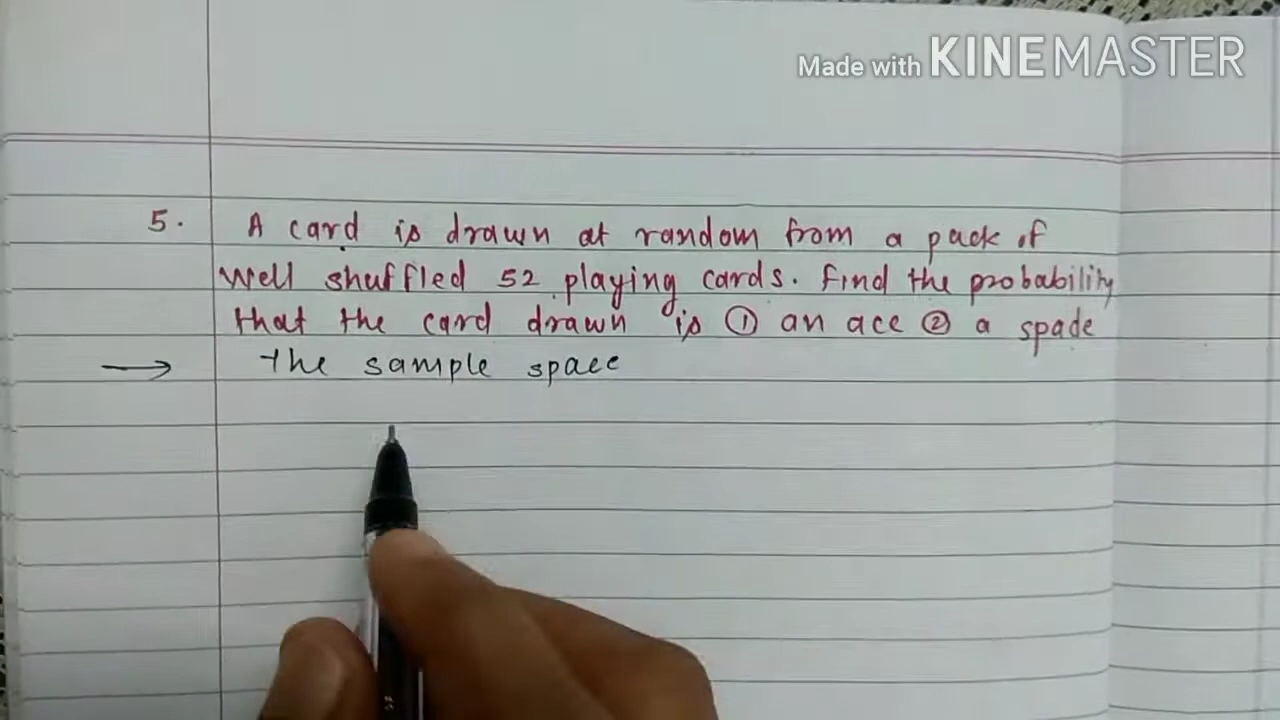 Made with KINEMASTER
5. A card is drawn at random from a pack of
well shuffled 52 playing cards. Find the probability
that the card drawn is ① an ace ② a spade
→ The sample space